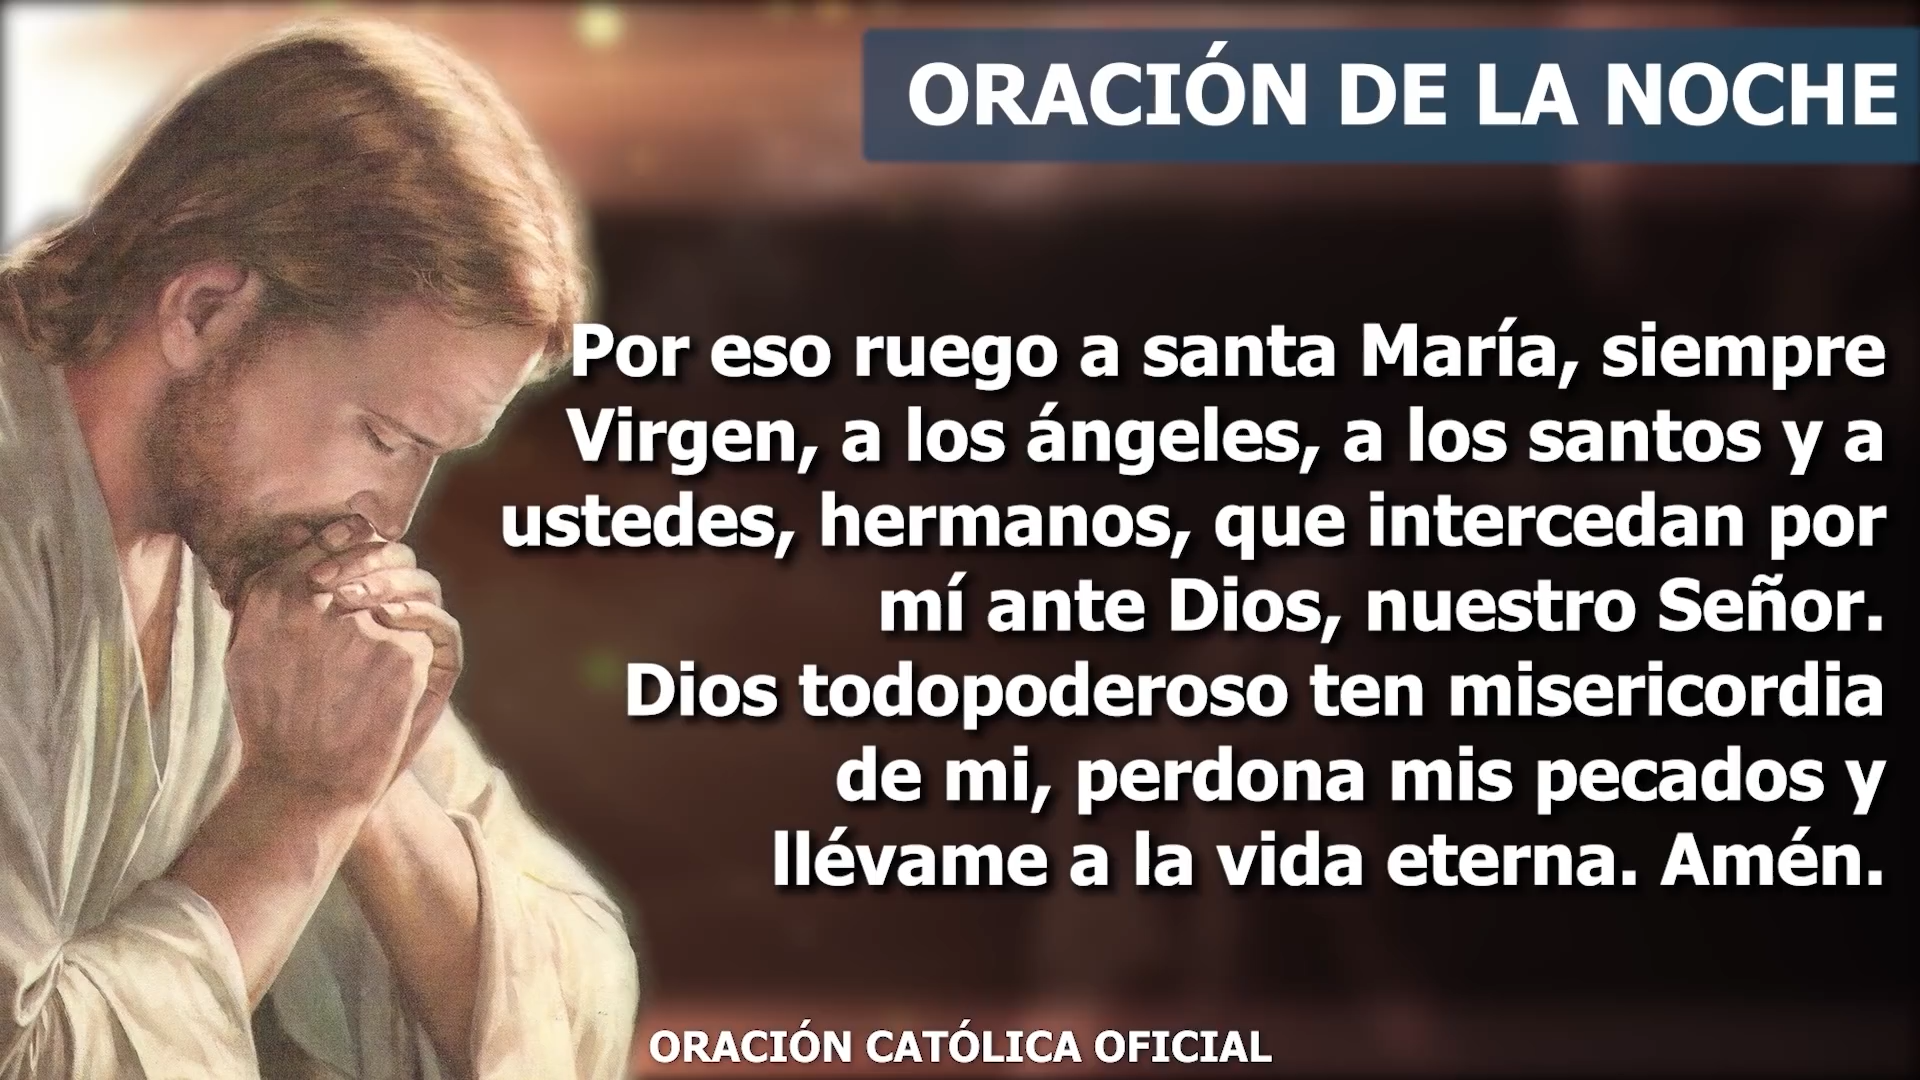 ORACIÓN DE LA NOCHE
Por eso ruego a santa María, siempre
Virgen, a los ángeles, a los santos y a
ustedes, hermanos, que intercedan por
mí ante Dios, nuestro Señor.
Dios todopoderoso ten misericordia
de mi, perdona mis pecados y
llévame a la vida eterna. Amén.
ORACIÓN CATÓLICA OFICIAL